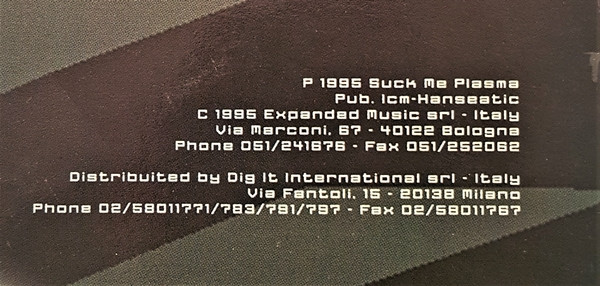 P 1995 Suck Me Plasma
Pub. Icm-Hanseatic
C 1995 Expanded Music srl - Italy
Via Marconi, 67 - 40122 Bologna
Phone 051/241676 - Fax 051/252062
Distribuited by Dig It International srl - Italy
Via Fantoli, 15 - 20138 Milano
Phone 02/58011771/783/791/797 - Fax 02/58011767